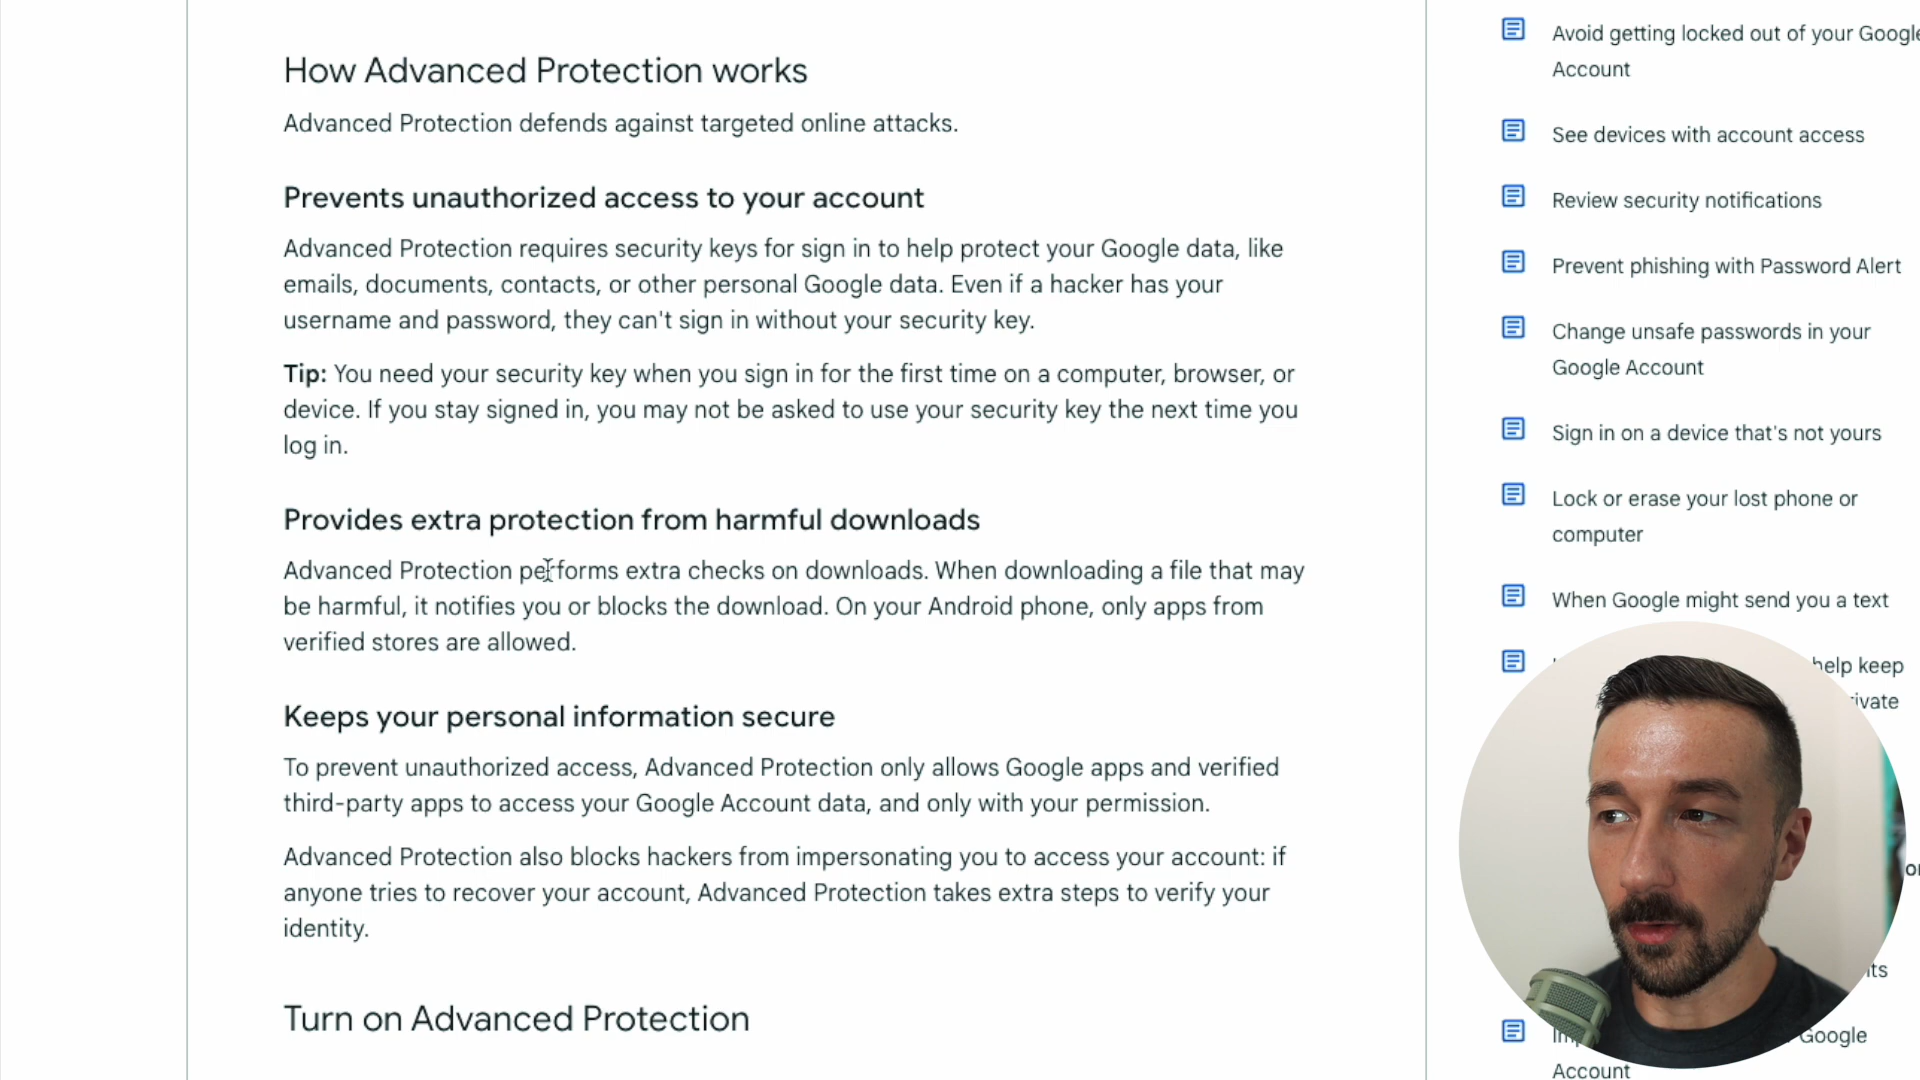 How Advanced Protection works
Advanced Protection defends against targeted online attacks.
Prevents unauthorized access to your account
Advanced Protection requires security keys for sign in to help protect your Google data, like
emails, documents, contacts, or other personal Google data. Even if a hacker has your
username and password, they can't sign in without your security key.
Tip: You need your security key when you sign in for the first time on a computer, browser, or
device. If you stay signed in, you may not be asked to use your security key the next time you
log in.
Provides extra protection from harmful downloads
Advanced Protection performs extra checks on downloads. When downloading a file that may
be harmful, it notifies you or blocks the download. On your Android phone, only apps from
verified stores are allowed.
Keeps your personal information secure
To prevent unauthorized access, Advanced Protection only allows Google apps and verified
third-party apps to access your Google Account data, and only with your permission.
Advanced Protection also blocks hackers from impersonating you to access your account: if
anyone tries to recover your account, Advanced Protection takes extra steps to verify your
identity.
Turn on Advanced Protection
Avoid getting locked out of your Google
Account
See devices with account access
Review security notifications
Prevent phishing with Password Alert
Change unsafe passwords in your
Google Account
Sign in on a device that's not yours
Lock or erase your lost phone or
computer
When Google might send you a text
help keep
Google
Account